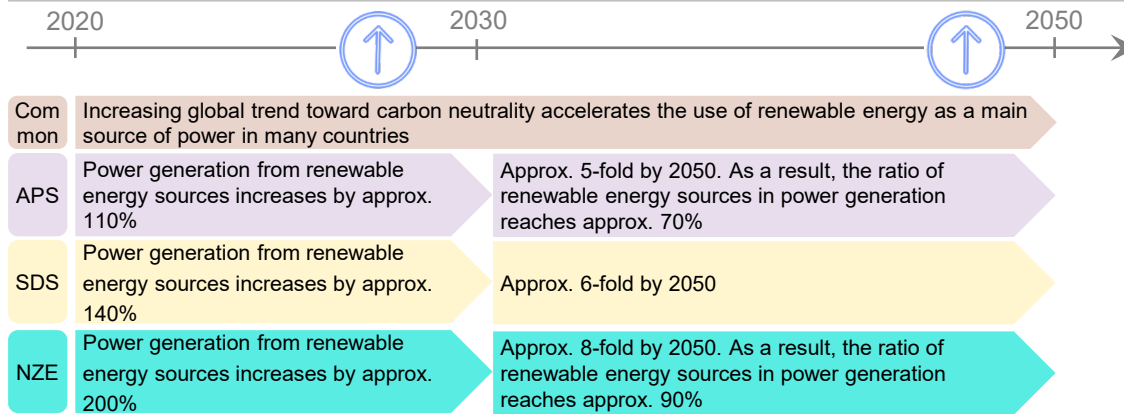 2020
2030
2050
Com
mon
Increasing global trend toward carbon neutrality accelerates the use of renewable energy as a main
source of power in many countries
APS
Power generation from renewable
energy sources increases by approx.
110%
Approx. 5-fold by 2050. As a result, the ratio of
renewable energy sources in power generation
reaches approx. 70%
SDS
Power generation from renewable
energy sources increases by approx.
140%
Approx. 6-fold by 2050
NZE
Power generation from renewable
energy sources increases by approx.
200%
Approx. 8-fold by 2050. As a result, the ratio of
renewable energy sources in power generation
reaches approx. 90%